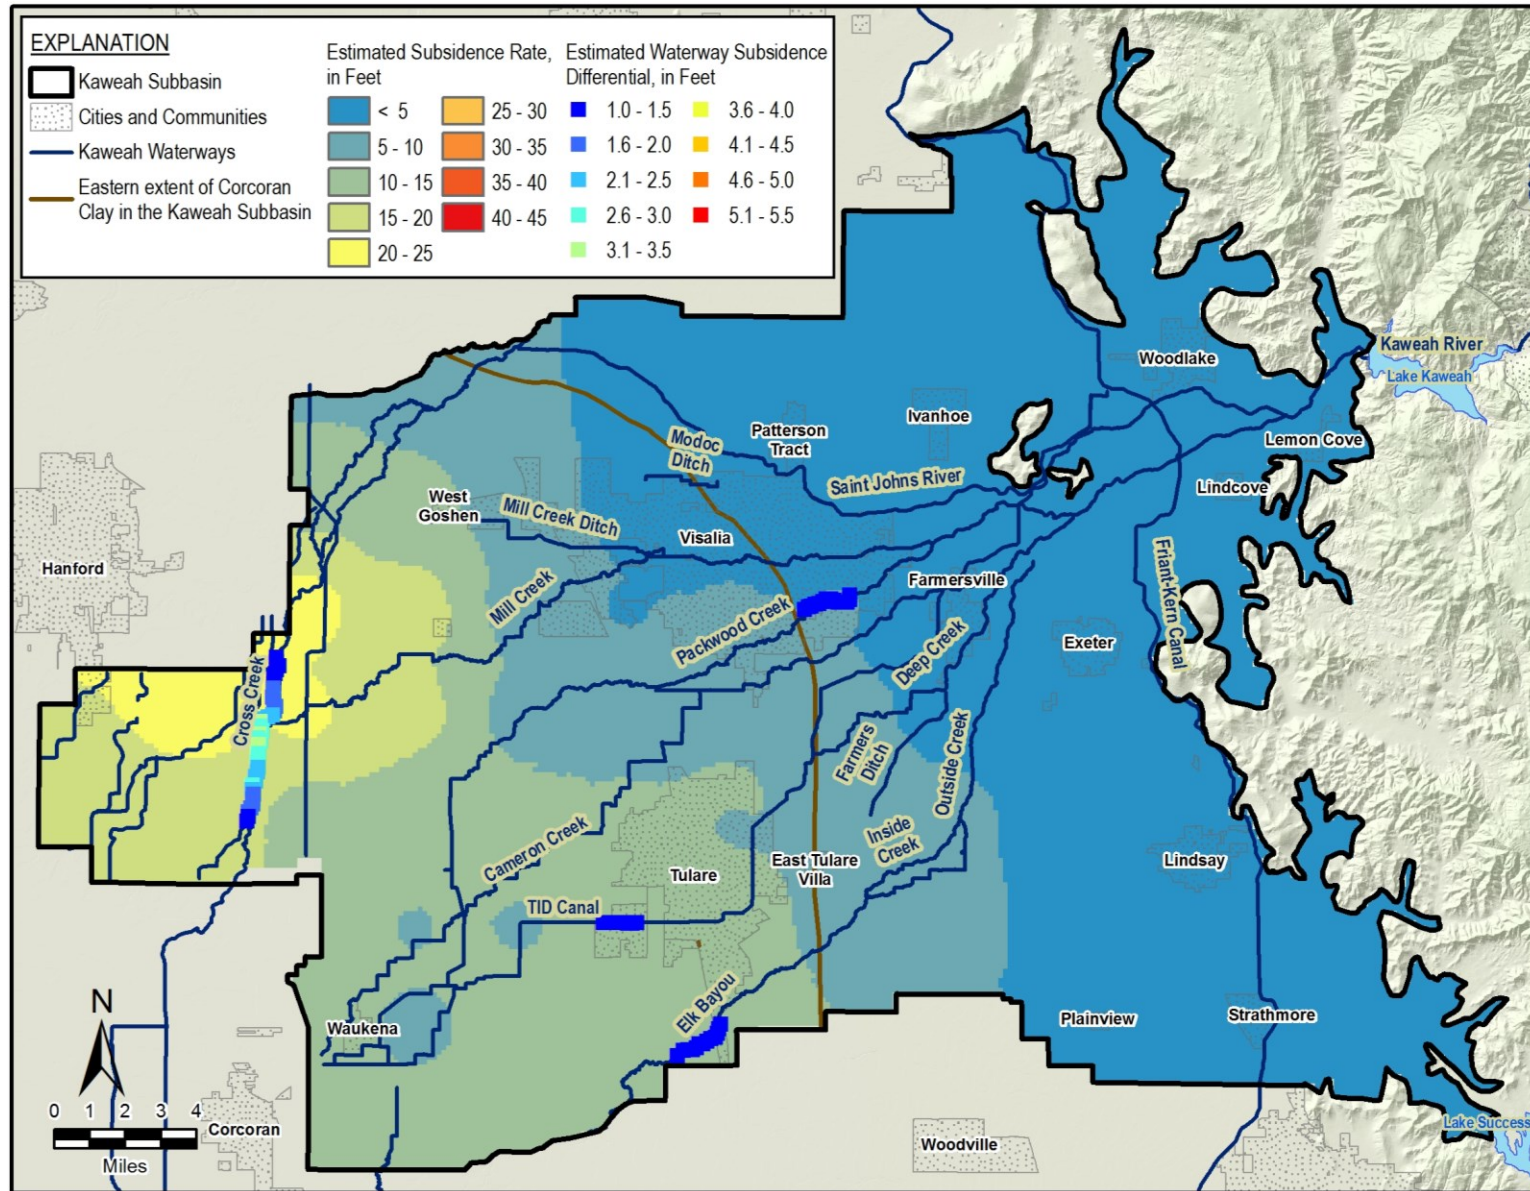 EXPLANATION
Kaweah Subbasin
Cities and Communities
Kaweah Waterways
Eastern extent of Corcoran
Clay in the Kaweah Subbasin
Estimated Subsidence Rate,
in Feet
< 5
5 - 10
10 - 15
15 - 20
20 - 25
25 - 30
30 - 35
35 - 40
40 - 45
Estimated Waterway Subsidence
Differential, in Feet
1.0 - 1.5
1.6 - 2.0
2.1 - 2.5
2.6 - 3.0
3.1 - 3.5
3.6 - 4.0
4.1 - 4.5
4.6 - 5.0
5.1 - 5.5
Kaweah River
Woodlake
Lake Kaweah
Ivanhoe
Patterson
Tract
Modoc
Ditch
Lemon Cove
Saint Johns River
Lindcove
West
Goshen
Mill Creek Ditch
Visalia
Hanford
Friant-Kern Canal
Farmersville
Mill Creek
Packwood Creek
Exeter
Deep Creek
Cross Creek
Farmers
Ditch
Outside Creek
Inside
Creek
Cameron Creek
East Tulare
Villa
Tulare
Lindsay
TID Canal
Elk Bayou
Waukena
Plainview
Strathmore
N
0 1 2 3 4
Miles
Corcoran
Woodville
Lake Success